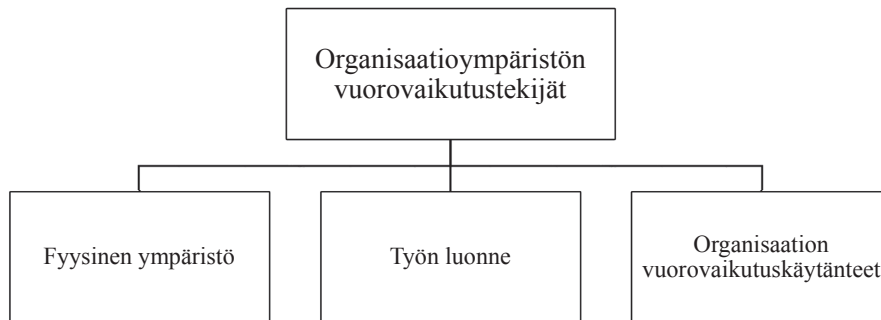 Organisaatioympäristön
vuorovaikutustekijät
Fyysinen ympäristö
Työn luonne
Organisaation
vuorovaikutuskäytänteet